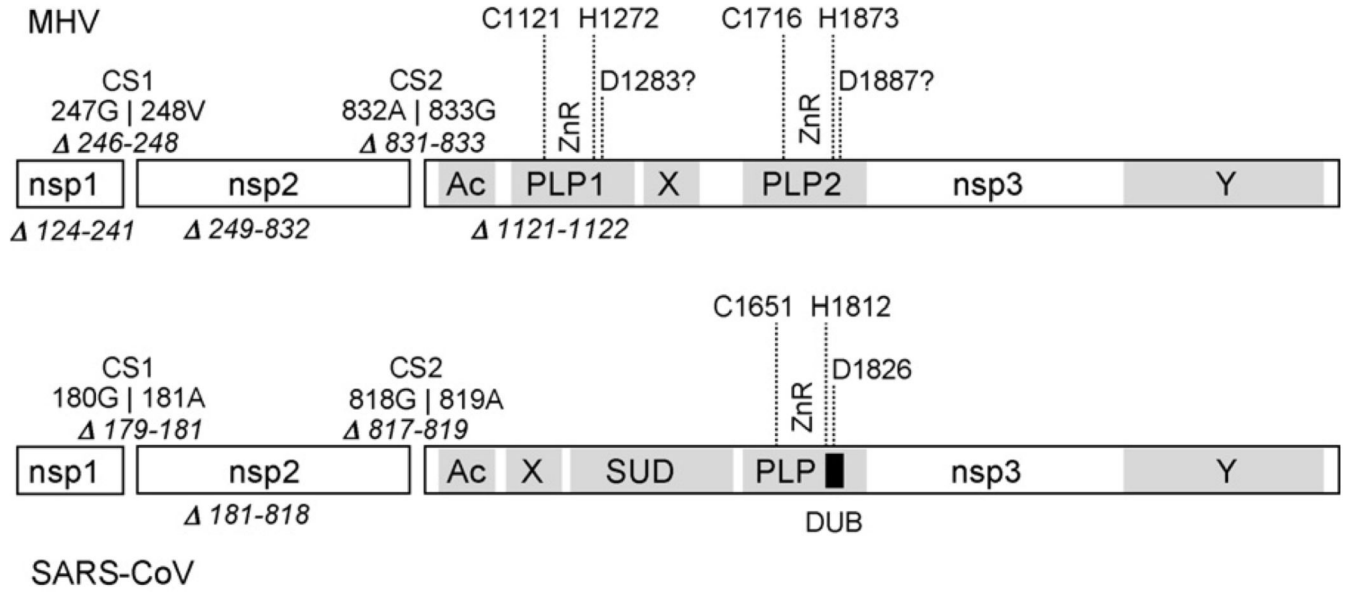 MHV
C1121 H1272 C1716 H1873
CS1 CS2 D1283? D1887?
247G | 248V 832A | 833G ZnR ZnR
Δ 246-248 Δ 831-833
nsp1 nsp2 Ac PLP1 X PLP2 nsp3 Y
Δ 124-241 Δ 249-832 Δ 1121-1122
C1651 H1812
CS1 CS2 D1826
180G | 181A 818G | 819A ZnR
Δ 179-181 Δ 817-819
nsp1 nsp2 Ac X SUD PLP nsp3 Y
Δ 181-818 DUB
SARS-CoV